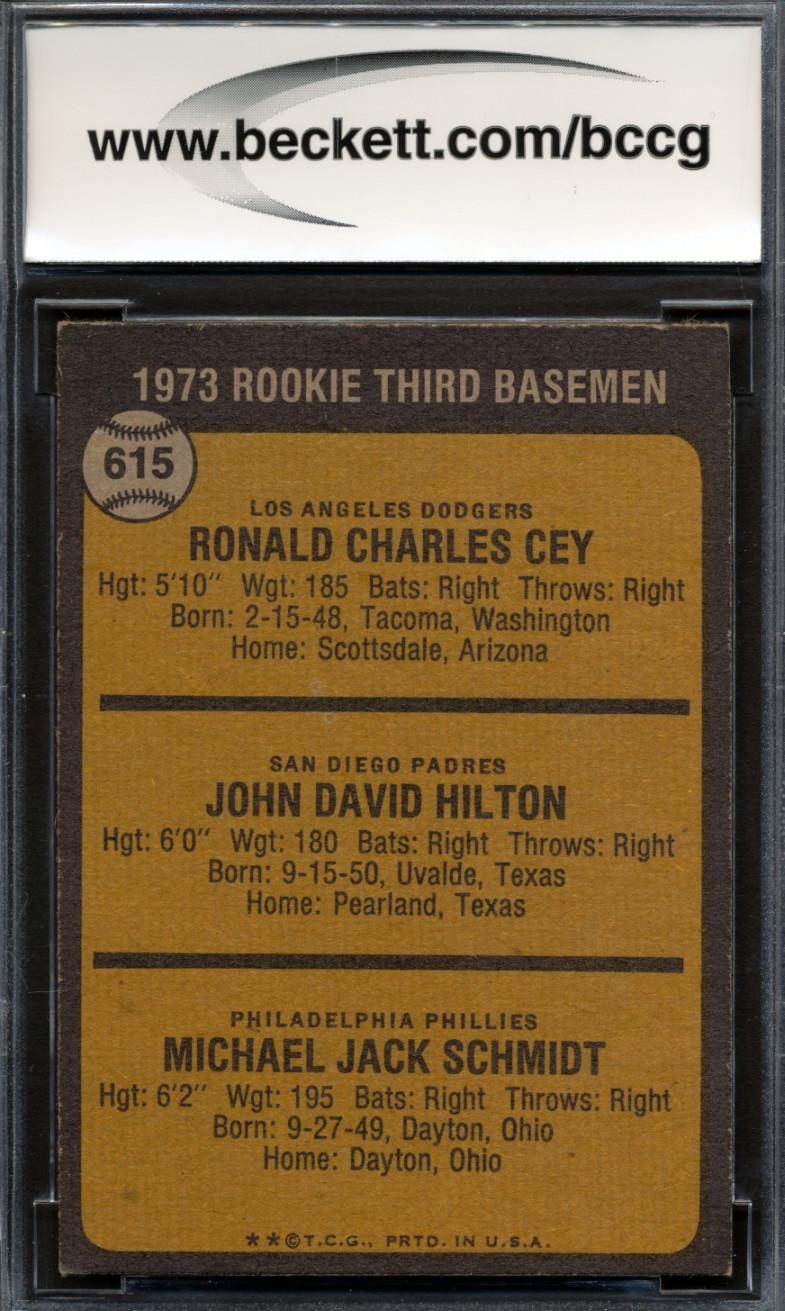 www.beckett.com/bccg
1973 ROOKIE THIRD BASEMEN
615
LOS ANGELES DODGERS
RONALD CHARLES CEY
Hgt: 5'10" Wgt: 185 Bats: Right Throws: Right
Born: 2-15-48, Tacoma, Washington
Home: Scottsdale, Arizona
SAN DIEGO PADRES
JOHN DAVID HILTON
Hgt: 6'0" Wgt: 180 Bats: Right Throws: Right
Born: 9-15-50, Uvalde, Texas
Home: Pearland, Texas
PHILADELPHIA PHILLIES
MICHAEL JACK SCHMIDT
Hgt: 6'2" Wgt: 195 Bats: Right Throws: Right
Born: 9-27-49, Dayton, Ohio
Home: Dayton, Ohio
**©T.C.G., PRTD. IN U.S.A.